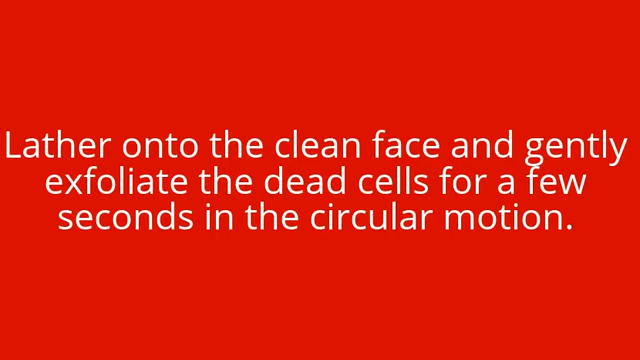 Lather onto the clean face and gently
exfoliate the dead cells for a few
seconds in the circular motion.